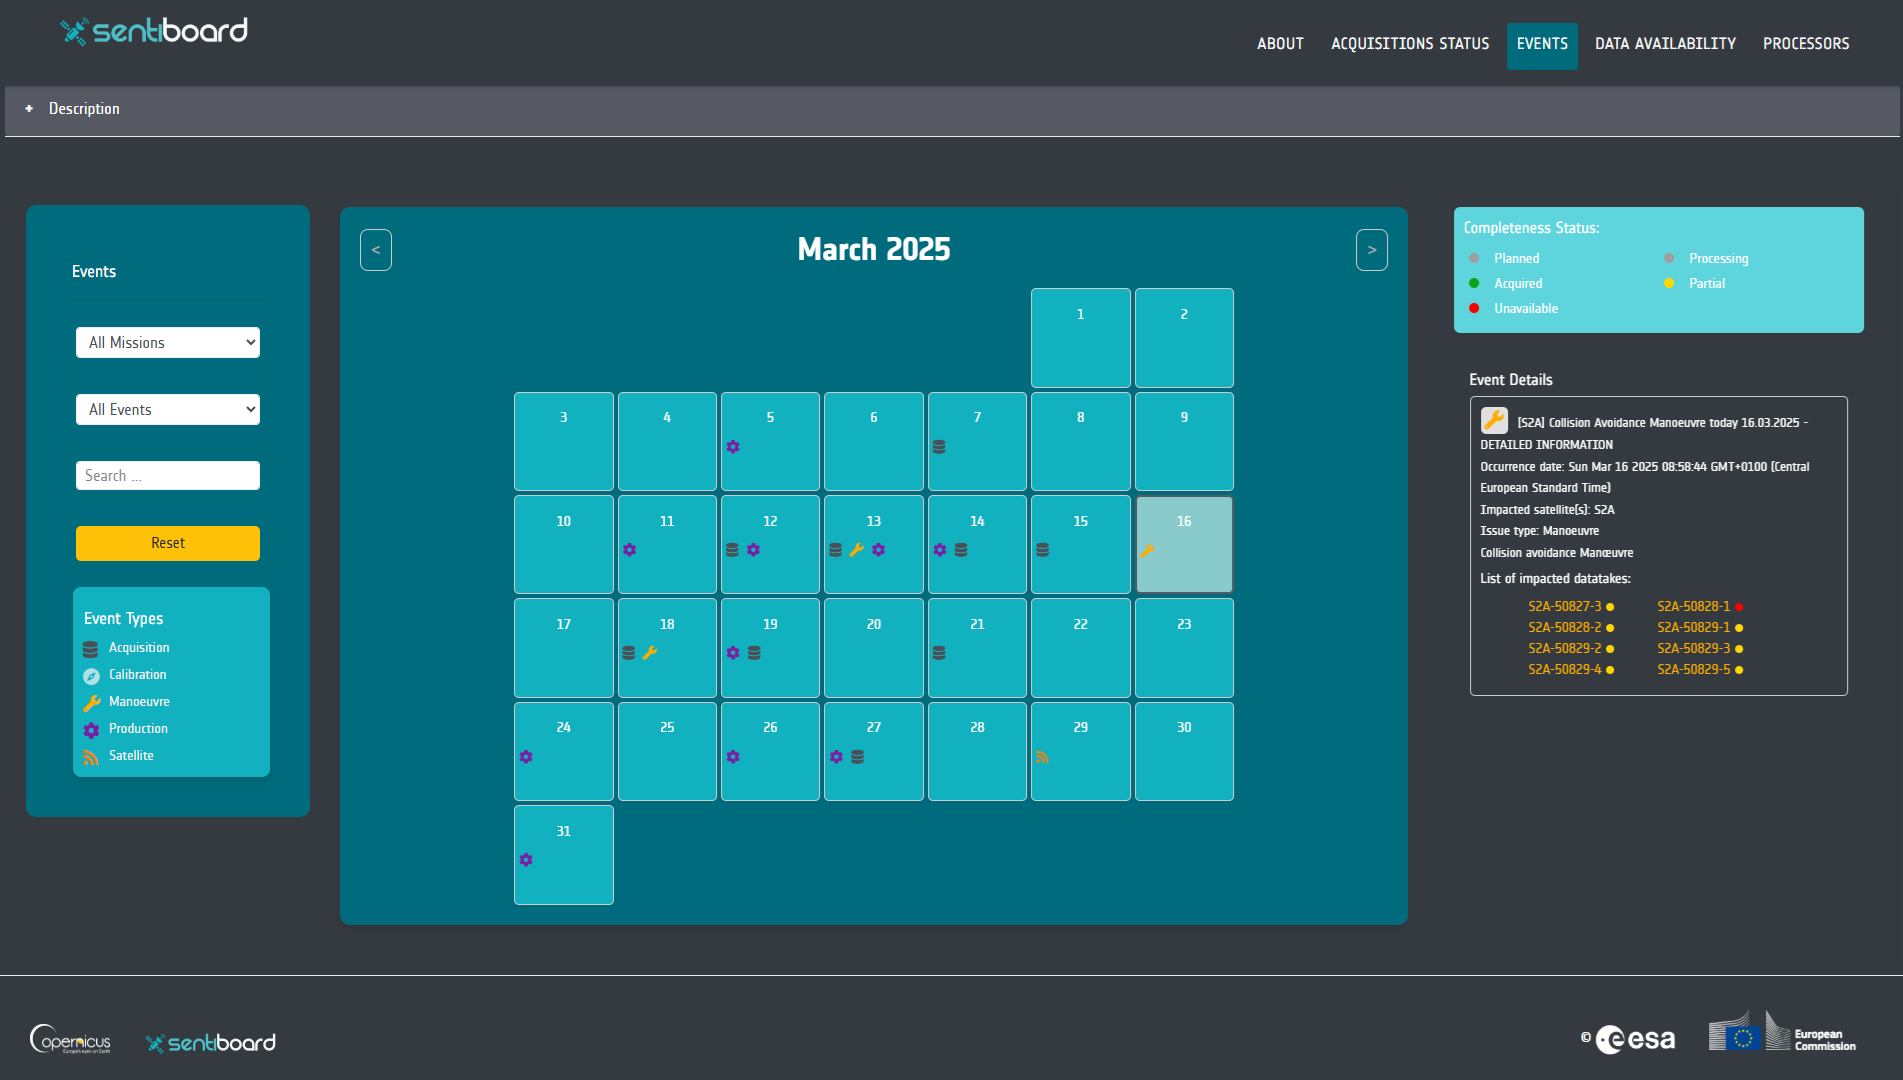 sentiboard
ABOUT ACQUISITIONS STATUS EVENTS DATA AVAILABILITY PROCESSORS
+ Description
Events
All Missions
All Events
Search ...
Reset
Event Types
Acquisition
Calibration
Manoeuvre
Production
Satellite
< March 2025 >
1 2
3 4 5 6 7 8 9
10 11 12 13 14 15 16
17 18 19 20 21 22 23
24 25 26 27 28 29 30
31
Completeness Status:
Planned Processing
Acquired Partial
Unavailable
Event Details
[S2A] Collision Avoidance Manoeuvre today 16.03.2025 -
DETAILED INFORMATION
Occurrence date: Sun Mar 16 2025 08:58:44 GMT+0100 (Central
European Standard Time)
Impacted satellite(s): S2A
Issue type: Manoeuvre
Collision avoidance Manœuvre
List of impacted datatakes:
S2A-50827-3 S2A-50828-1
S2A-50828-2 S2A-50829-1
S2A-50829-2 S2A-50829-3
S2A-50829-4 S2A-50829-5
opernicus
Europe's eyes on Earth
sentiboard
© esa
European
Commission